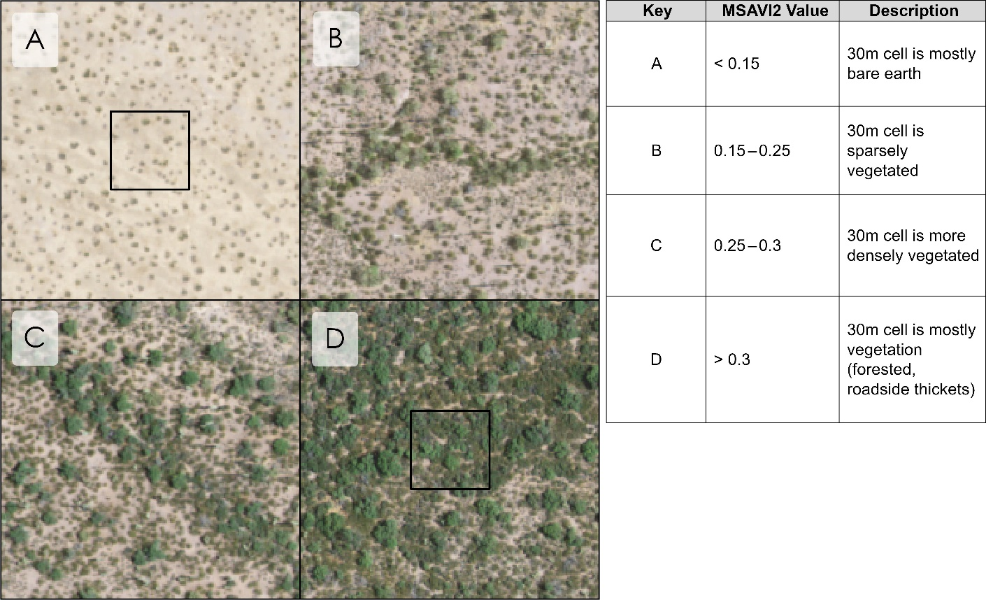 A
B
C
D
Key MSAVI2 Value Description
A < 0.15 30m cell is mostly
bare earth
B 0.15–0.25 30m cell is
sparsely
vegetated
C 0.25–0.3 30m cell is more
densely vegetated
D > 0.3 30m cell is mostly
vegetation
(forested,
roadside thickets)